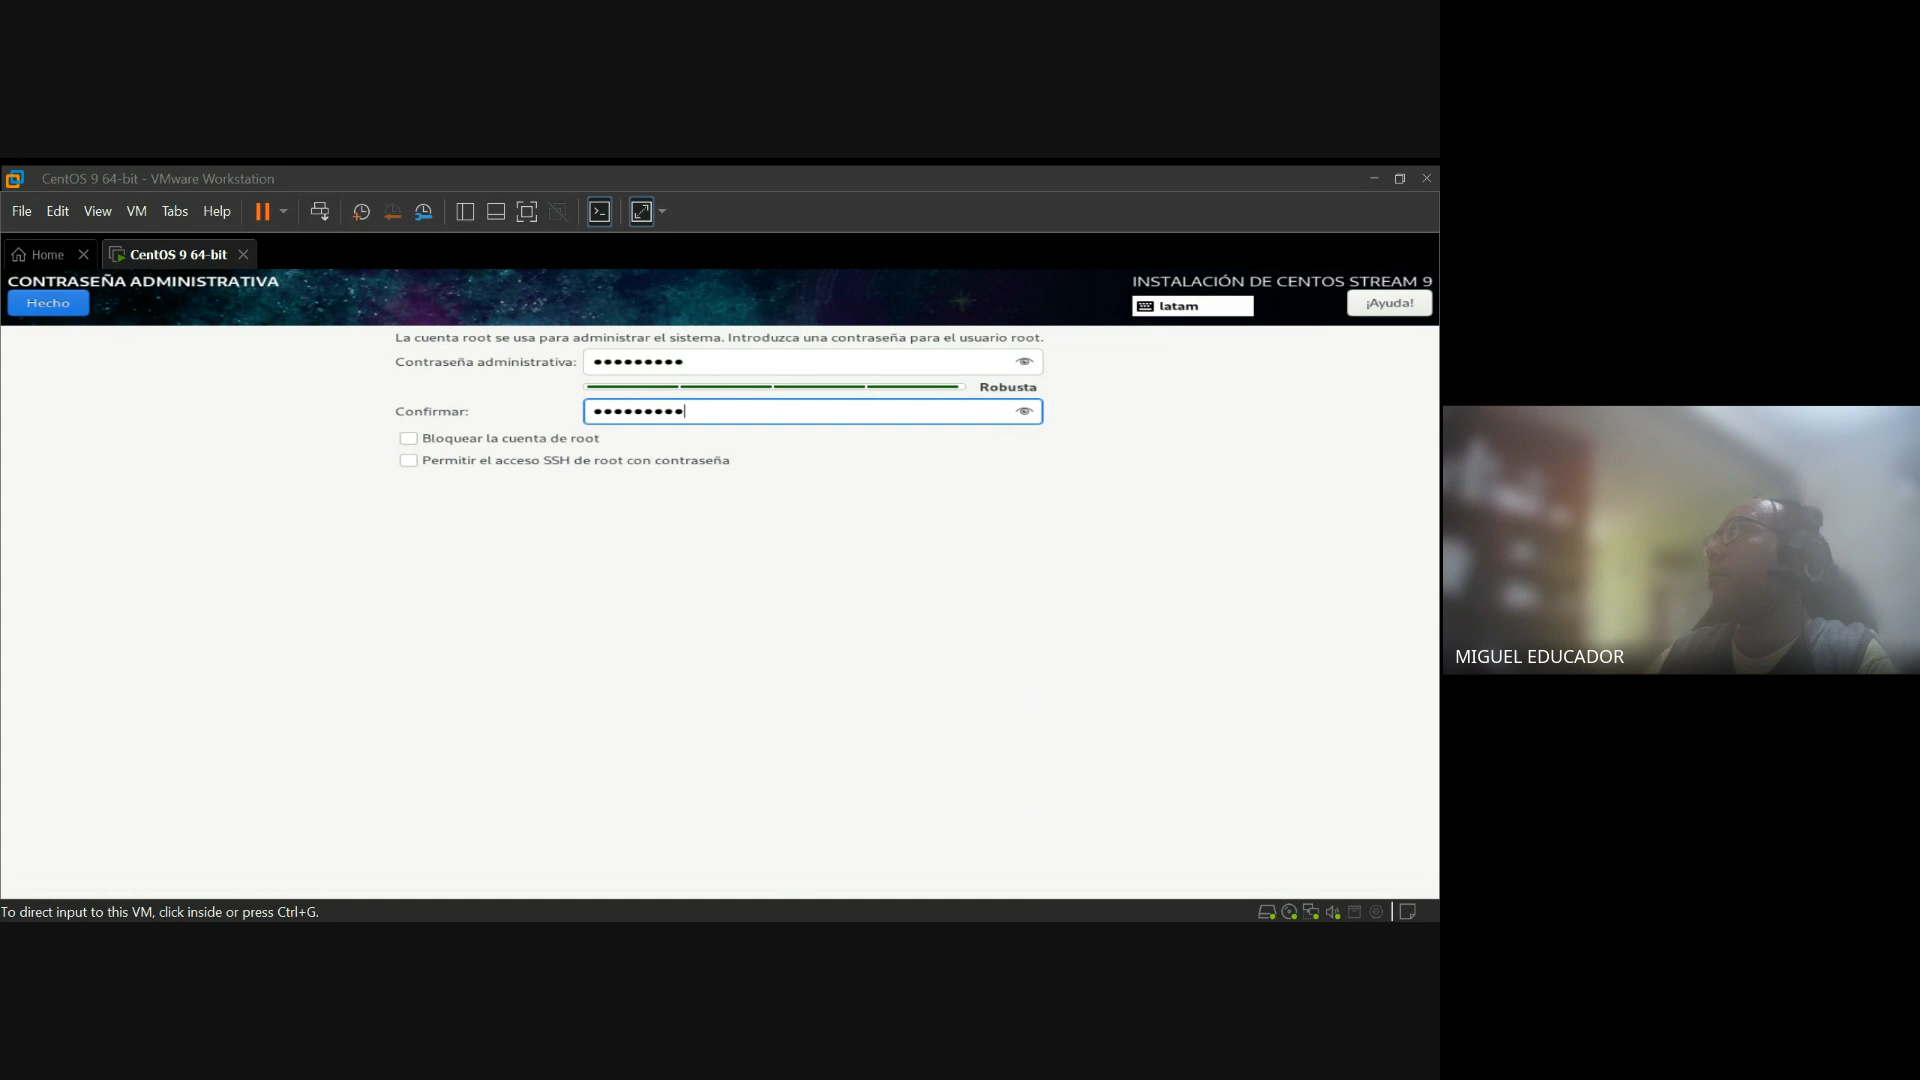 CentOS 9 64-bit - VMware Workstation
File Edit View VM Tabs Help
Home CentOS 9 64-bit
CONTRASEÑA ADMINISTRATIVA
INSTALACIÓN DE CENTOS STREAM 9
Hecho
latam
¡Ayuda!
La cuenta root se usa para administrar el sistema. Introduzca una contraseña para el usuario root.
Contraseña administrativa: ●●●●●●●●●
Robusta
Confirmar: ●●●●●●●●●
Bloquear la cuenta de root
Permitir el acceso SSH de root con contraseña
MIGUEL EDUCADOR
To direct input to this VM, click inside or press Ctrl+G.